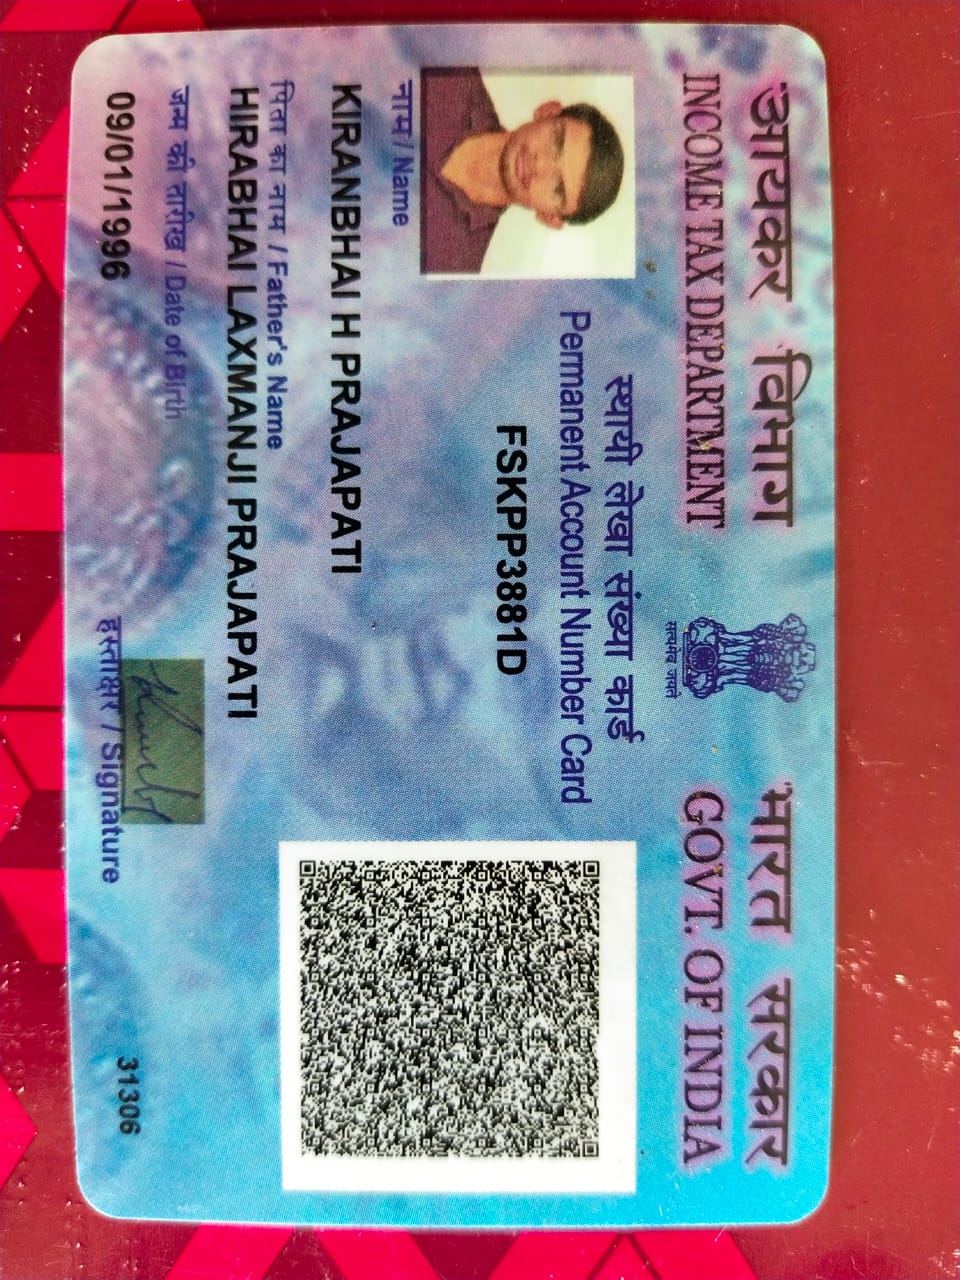 आयकर विभाग
INCOME TAX DEPARTMENT
सत्यमेव जयते
भारत सरकार
GOVT. OF INDIA
स्थायी लेखा संख्या कार्ड
Permanent Account Number Card
FSKPP3881D
नाम / Name
KIRANBHAI H PRAJAPATI
पिता का नाम / Father's Name
HIRABHAI LAXMANJI PRAJAPATI
जन्म की तारीख / Date of Birth
09/01/1996
हस्ताक्षर / Signature
31306